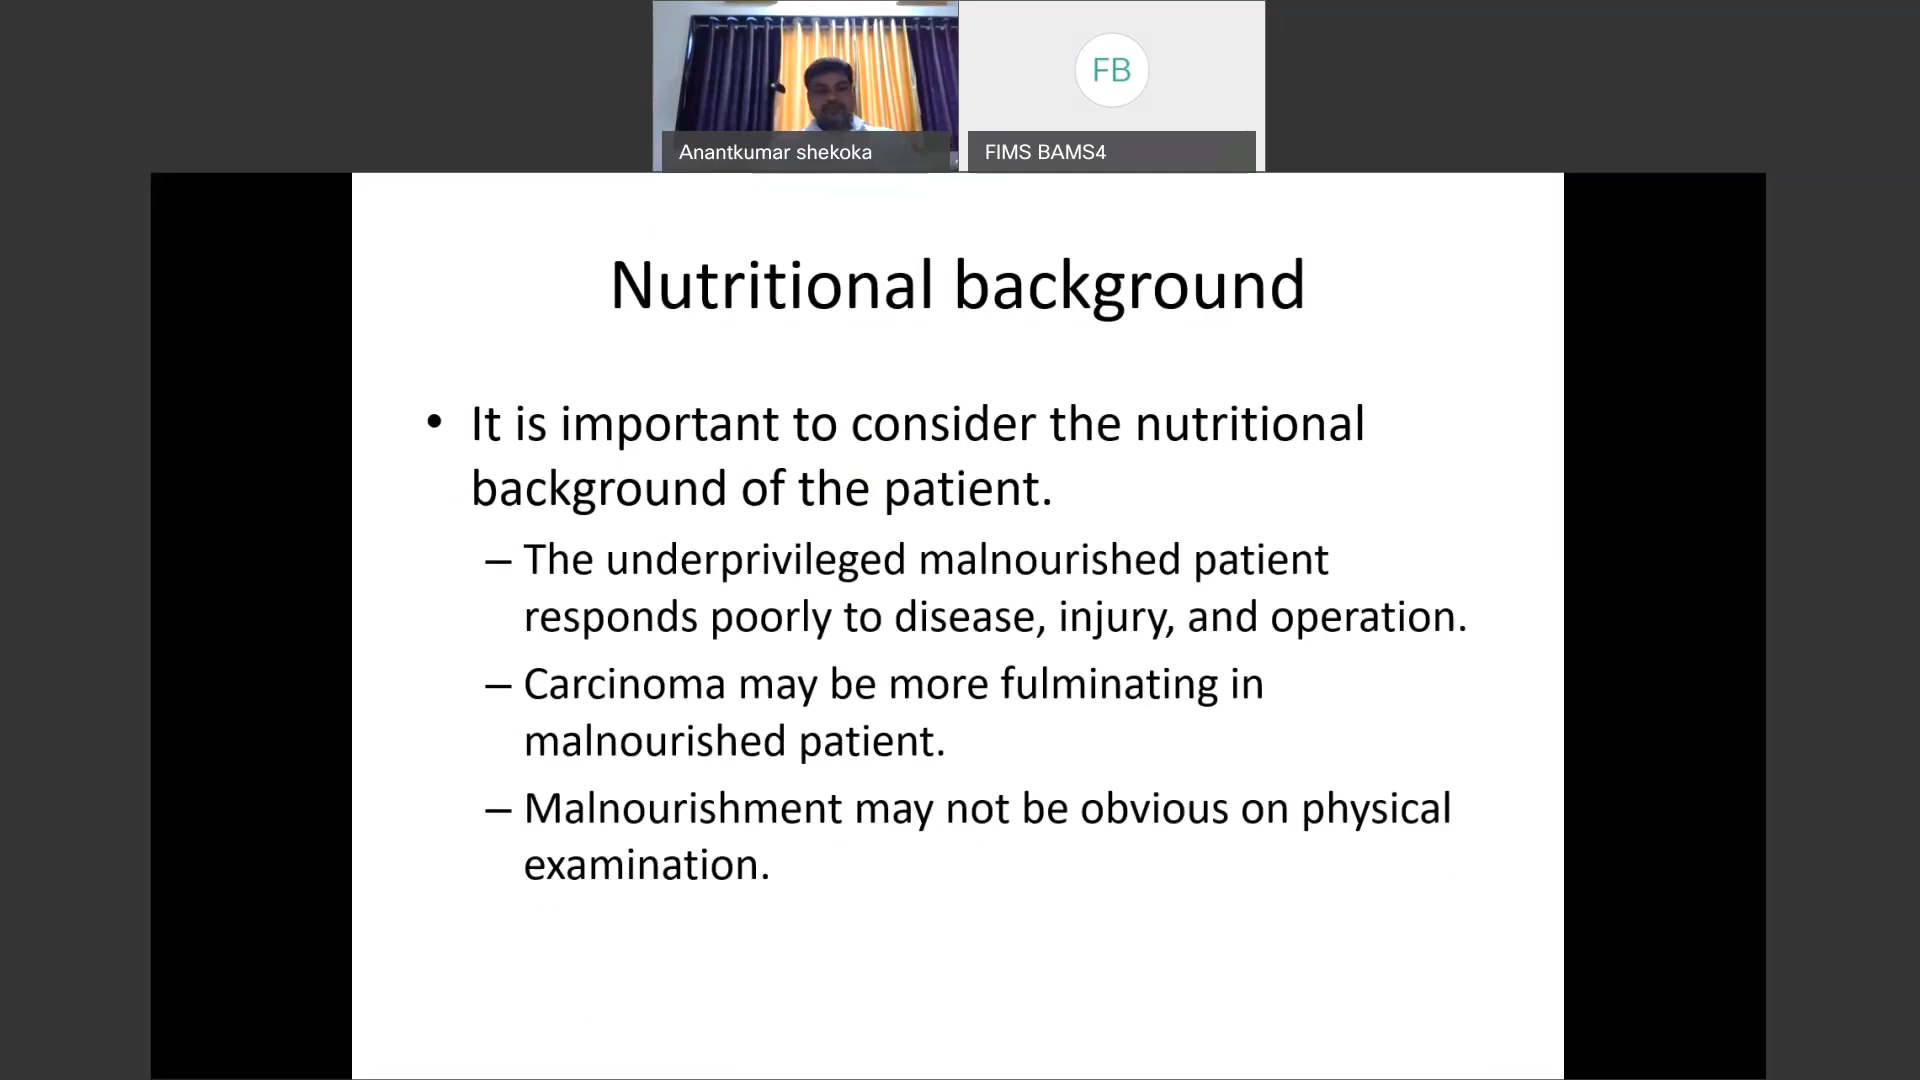 Anantkumar shekoka
FB
FIMS BAMS4
Nutritional background
• It is important to consider the nutritional
background of the patient.
– The underprivileged malnourished patient
responds poorly to disease, injury, and operation.
– Carcinoma may be more fulminating in
malnourished patient.
– Malnourishment may not be obvious on physical
examination.